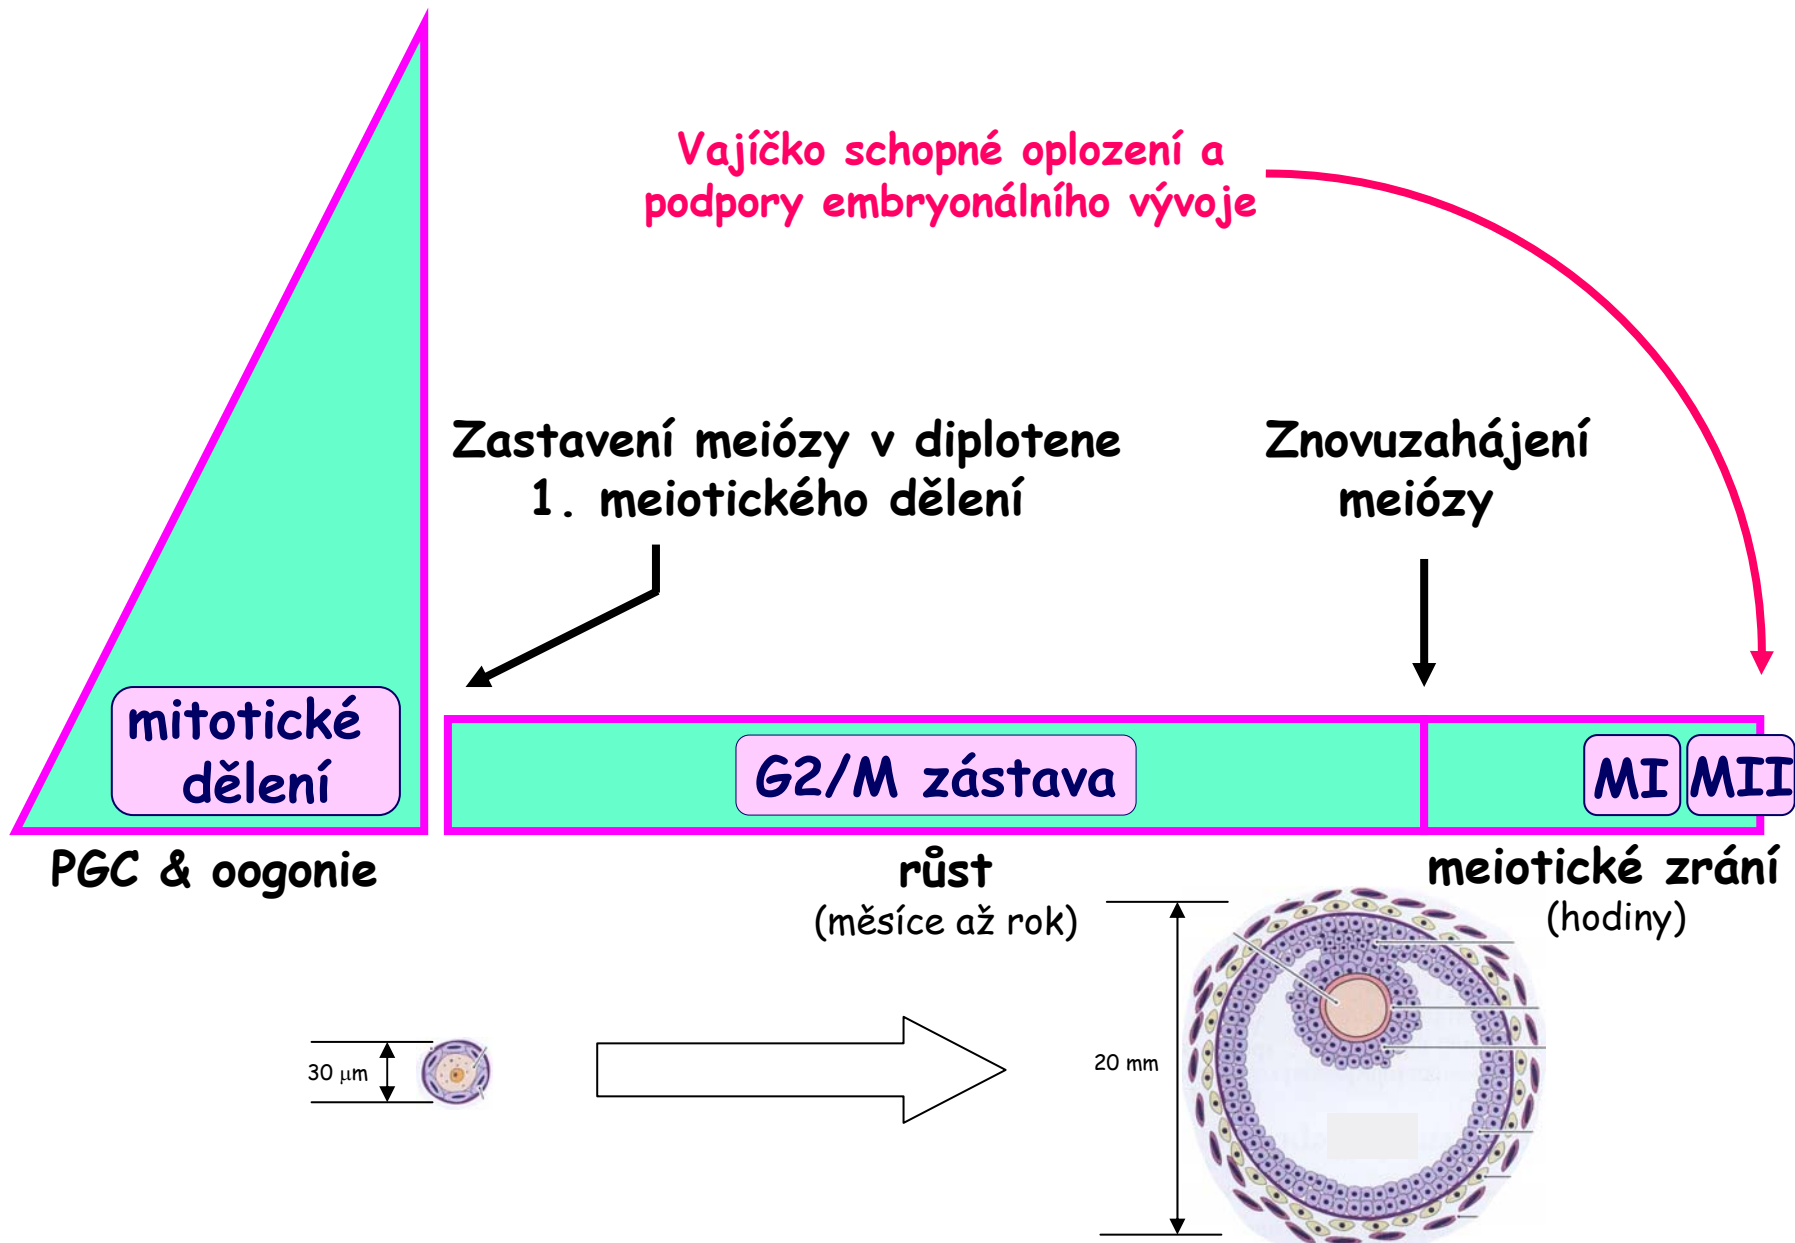 Vajíčko schopné oplození a
podpory embryonálního vývoje
Zastavení meiózy v diplotene
1. meiotického dělení
Znovuzahájení
meiózy
mitotické
dělení
G2/M zástava
MI
MII
PGC & oogonie
růst
(měsíce až rok)
meiotické zrání
(hodiny)
30 μm
20 mm